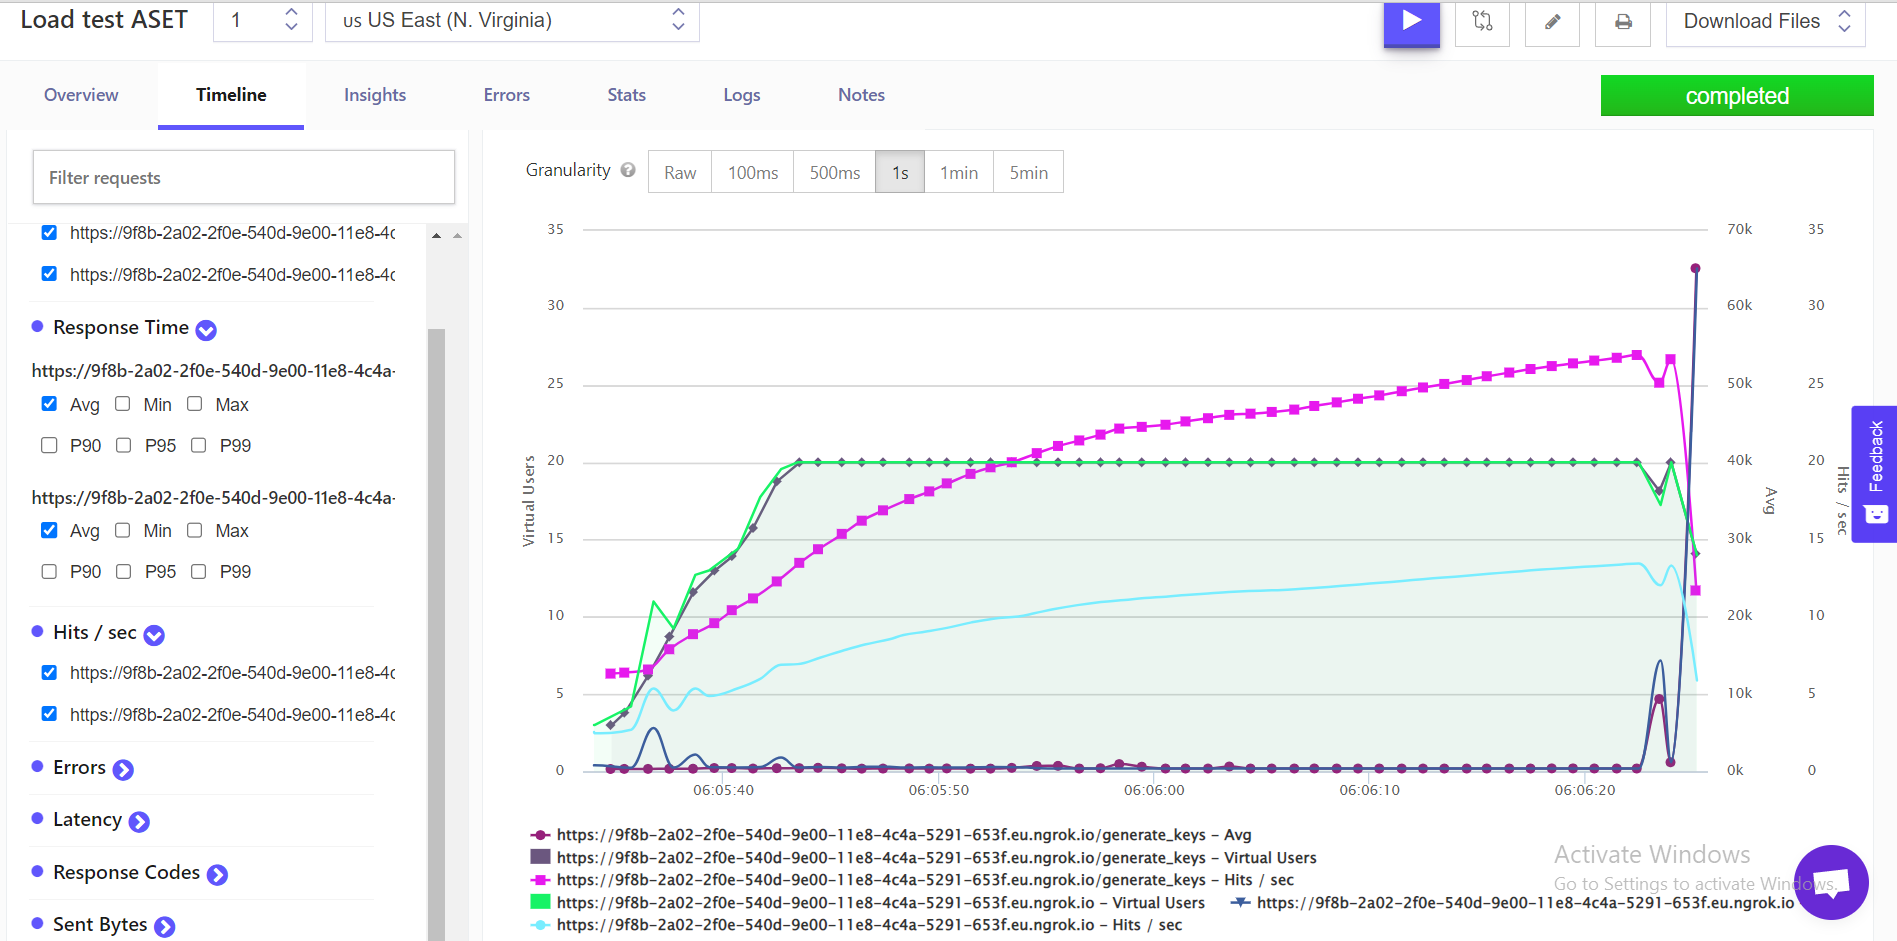 Load test ASET
1
us US East (N. Virginia)
Download Files
Overview
Timeline
Insights
Errors
Stats
Logs
Notes
completed
Filter requests
Granularity
Raw
100ms
500ms
1s
1min
5min
https://9f8b-2a02-2f0e-540d-9e00-11e8-4c
https://9f8b-2a02-2f0e-540d-9e00-11e8-4c
Response Time
https://9f8b-2a02-2f0e-540d-9e00-11e8-4c4a-
Avg Min Max
P90 P95 P99
https://9f8b-2a02-2f0e-540d-9e00-11e8-4c4a-
Avg Min Max
P90 P95 P99
Hits / sec
https://9f8b-2a02-2f0e-540d-9e00-11e8-4c
https://9f8b-2a02-2f0e-540d-9e00-11e8-4c
Errors
Latency
Response Codes
Sent Bytes
35 70k 35
30 60k 30
25 50k 25
20 40k 20
15 30k 15
10 20k 10
5 10k 5
0 0k 0
Virtual Users
Avg
Hits / sec
Feedback
06:05:40 06:05:50 06:06:00 06:06:10 06:06:20
https://9f8b-2a02-2f0e-540d-9e00-11e8-4c4a-5291-653f.eu.ngrok.io/generate_keys – Avg
https://9f8b-2a02-2f0e-540d-9e00-11e8-4c4a-5291-653f.eu.ngrok.io/generate_keys – Virtual Users
https://9f8b-2a02-2f0e-540d-9e00-11e8-4c4a-5291-653f.eu.ngrok.io/generate_keys – Hits / sec
https://9f8b-2a02-2f0e-540d-9e00-11e8-4c4a-5291-653f.eu.ngrok.io – Virtual Users
https://9f8b-2a02-2f0e-540d-9e00-11e8-4c4a-5291-653f.eu.ngrok.io
https://9f8b-2a02-2f0e-540d-9e00-11e8-4c4a-5291-653f.eu.ngrok.io – Hits / sec
Activate Windows
Go to Settings to activate Windows.